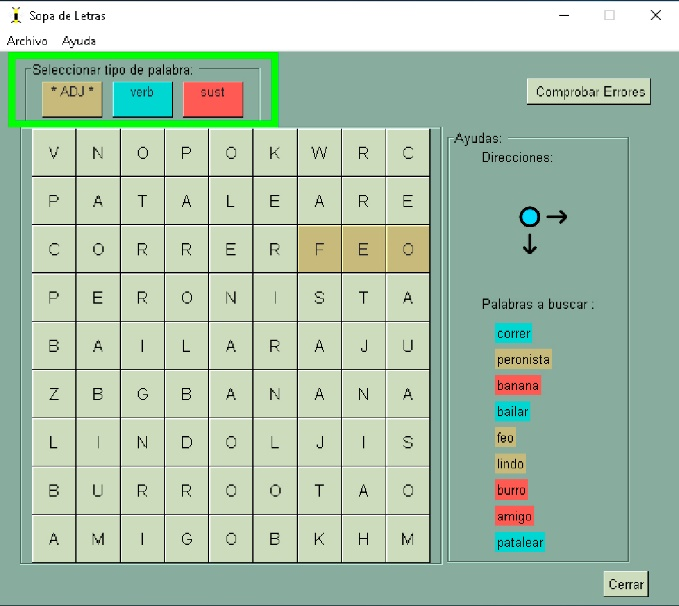 Sopa de Letras
Archivo Ayuda
Seleccionar tipo de palabra:
* ADJ * verb sust
Comprobar Errores
V N O P O K W R C
P A T A L E A R E
C O R R E R F E O
P E R O N I S T A
B A I L A R A J U
Z B G B A N A N A
L I N D O L J I S
B U R R O O T A O
A M I G O B K H M
Ayudas:
Direcciones:
Palabras a buscar :
correr
peronista
banana
bailar
feo
lindo
burro
amigo
patalear
Cerrar